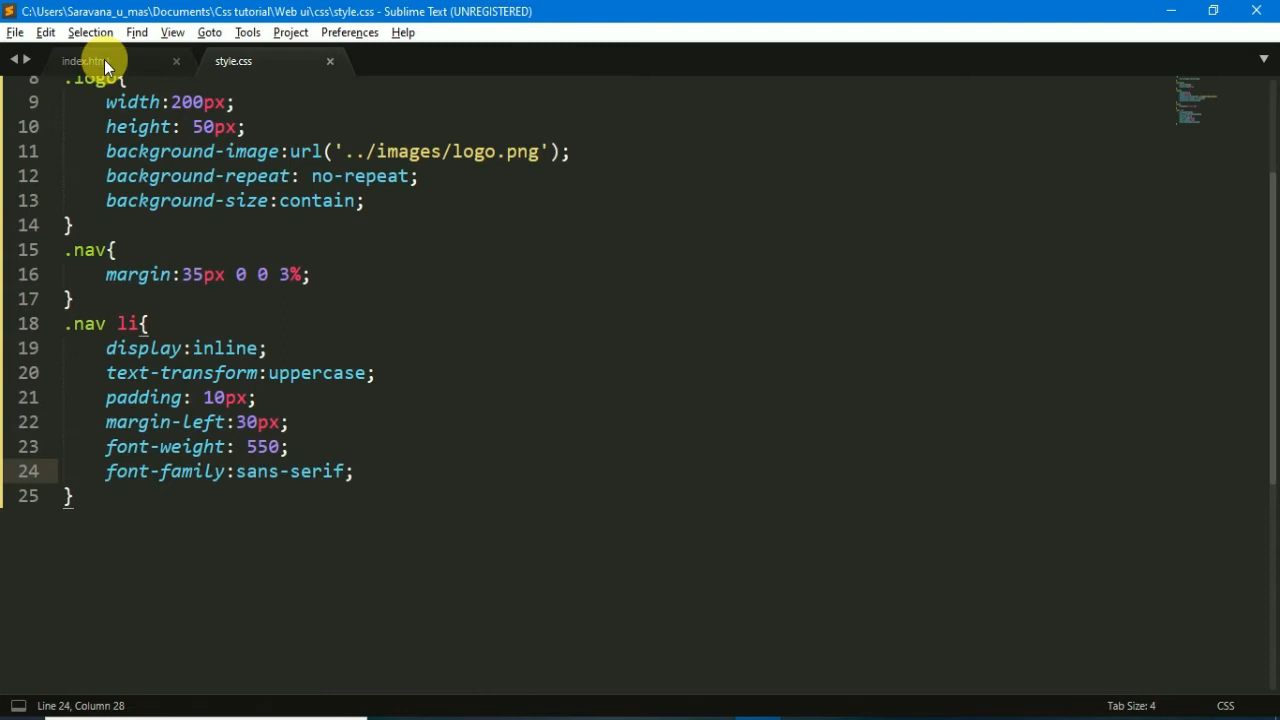 C:\Users\Saravana_u_mas\Documents\Css tutorial\Web ui\css\style.css - Sublime Text (UNREGISTERED)
File Edit Selection Find View Goto Tools Project Preferences Help
index.html style.css
8 .logo{
9 width:200px;
10 height: 50px;
11 background-image:url('../images/logo.png');
12 background-repeat: no-repeat;
13 background-size:contain;
14 }
15 .nav{
16 margin:35px 0 0 3%;
17 }
18 .nav li{
19 display:inline;
20 text-transform:uppercase;
21 padding: 10px;
22 margin-left:30px;
23 font-weight: 550;
24 font-family:sans-serif;
25 }
Line 24, Column 28 Tab Size: 4 CSS